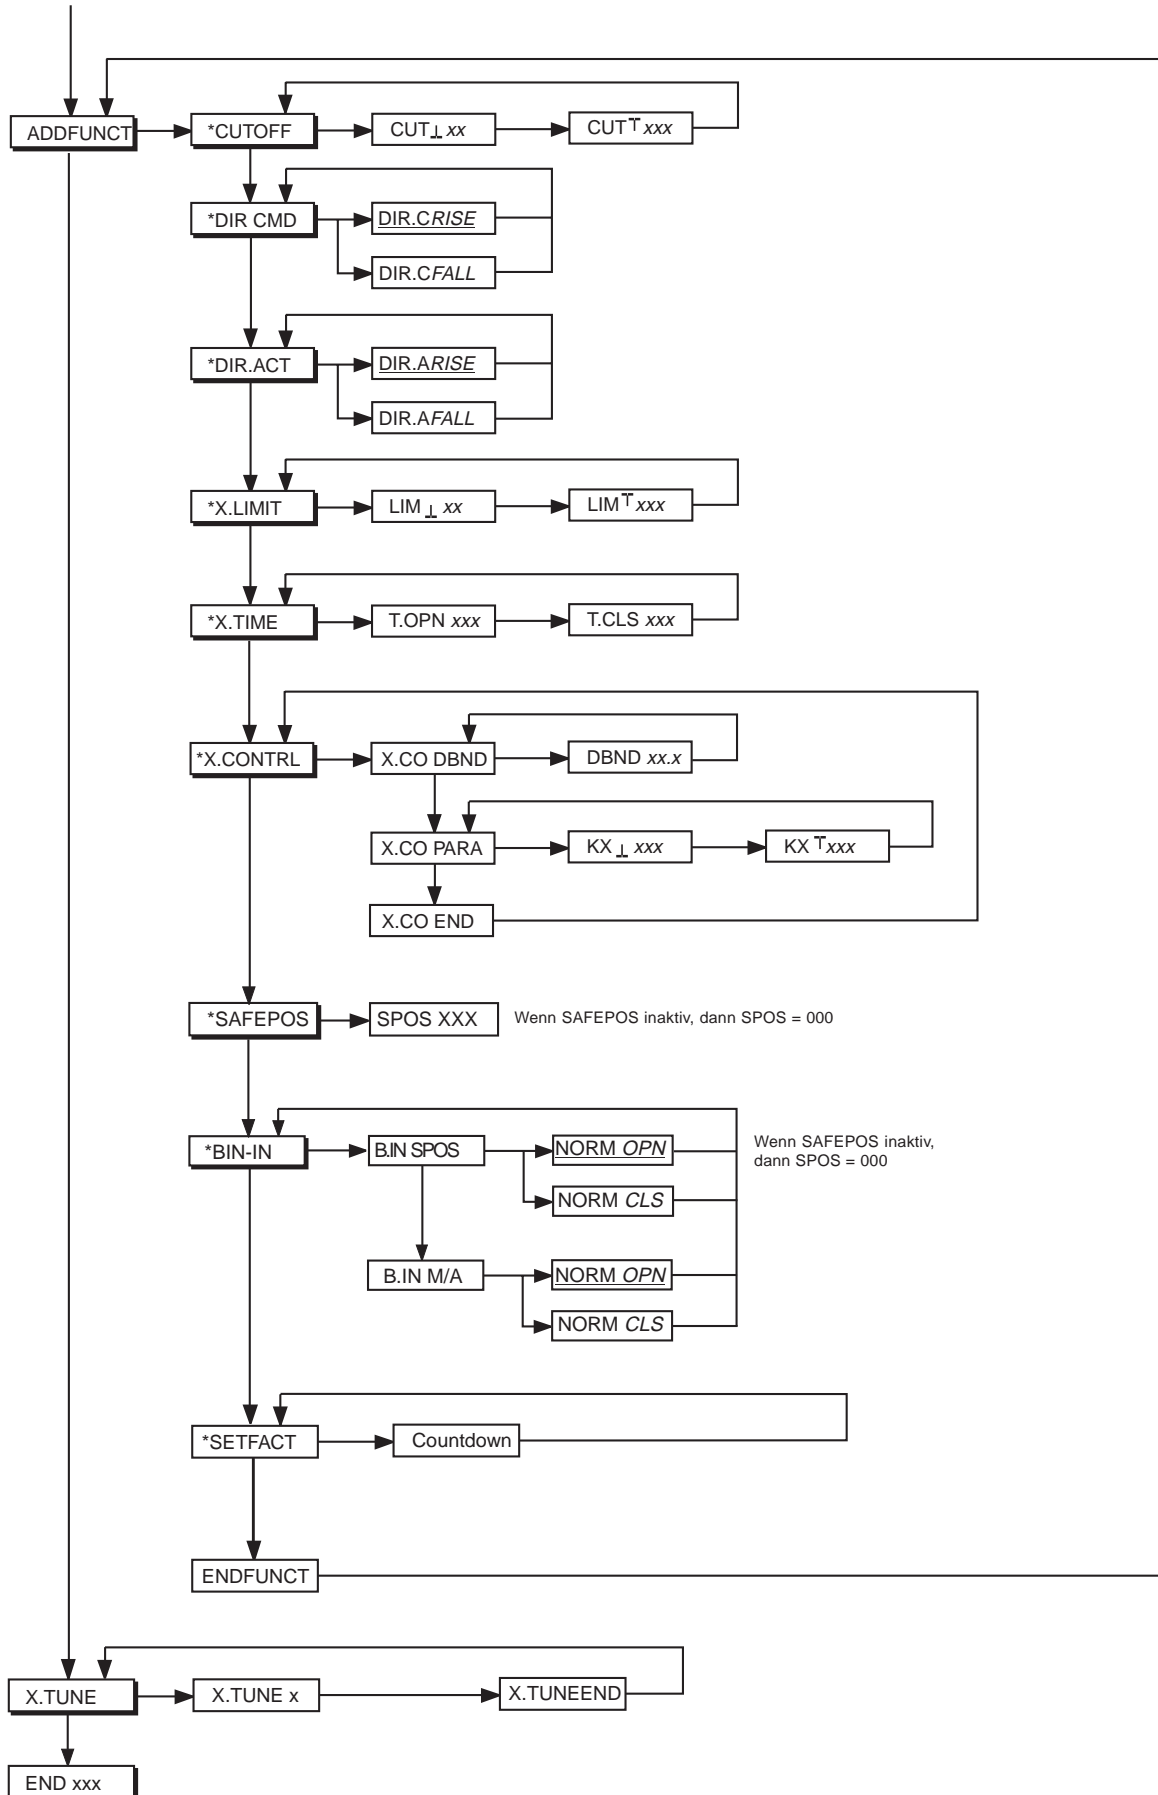 ADDFUNCT
*CUTOFF
CUT⊥ xx
CUT⊤ xxx
*DIR CMD
DIR.CRISE
DIR.CFALL
*DIR.ACT
DIR.ARISE
DIR.AFALL
*X.LIMIT
LIM ⊥ xx
LIM ⊤ xxx
*X.TIME
T.OPN xxx
T.CLS xxx
*X.CONTRL
X.CO DBND
DBND xx.x
X.CO PARA
KX ⊥ xxx
KX ⊤ xxx
X.CO END
*SAFEPOS
SPOS XXX
Wenn SAFEPOS inaktiv, dann SPOS = 000
*BIN-IN
B.IN SPOS
NORM OPN
Wenn SAFEPOS inaktiv,
dann SPOS = 000
NORM CLS
B.IN M/A
NORM OPN
NORM CLS
*SETFACT
Countdown
ENDFUNCT
X.TUNE
X.TUNE x
X.TUNEEND
END xxx